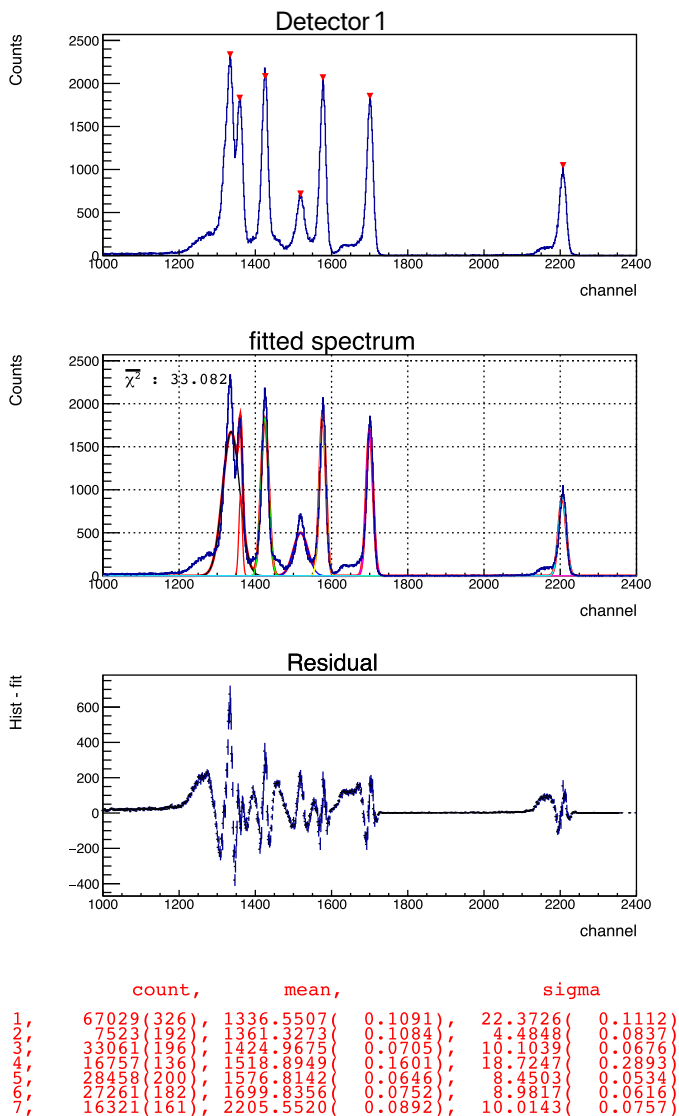 Detector 1
Counts
2500
2000
1500
1000
500
0
1000 1200 1400 1600 1800 2000 2200 2400
channel
fitted spectrum
Counts
χ² : 33.082
2500
2000
1500
1000
500
0
1000 1200 1400 1600 1800 2000 2200 2400
channel
Residual
Hist - fit
600
400
200
0
−200
−400
1000 1200 1400 1600 1800 2000 2200 2400
channel
count, mean, sigma
1, 67029(326), 1336.5507( 0.1091), 22.3726( 0.1112)
2, 7523(192), 1361.3273( 0.1084), 4.4848( 0.0837)
3, 33061(196), 1424.9675( 0.0705), 10.1039( 0.0676)
4, 16757(136), 1518.8949( 0.1601), 18.7247( 0.2893)
5, 28458(200), 1576.8142( 0.0646), 8.4503( 0.0534)
6, 27261(182), 1699.8356( 0.0752), 8.9817( 0.0616)
7, 16321(161), 2205.5520( 0.0892), 10.0143( 0.0757)